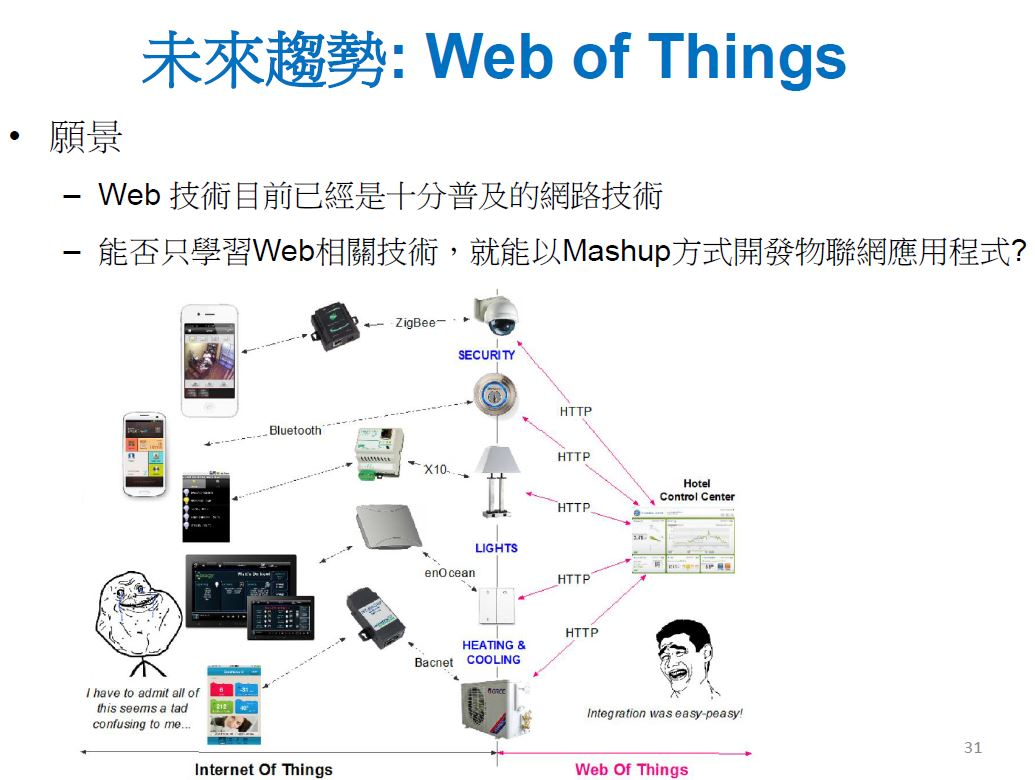 未來趨勢: Web of Things
• 願景
– Web 技術目前已經是十分普及的網路技術
– 能否只學習Web相關技術，就能以Mashup方式開發物聯網應用程式?
ZigBee
SECURITY
HTTP
Bluetooth
HTTP
X10
Hotel
Control Center
HTTP
LIGHTS
enOcean
HTTP
HTTP
HEATING &
COOLING
Bacnet
I have to admit all of
this seems a tad
confusing to me...
Integration was easy-peasy!
Internet Of Things
Web Of Things
31